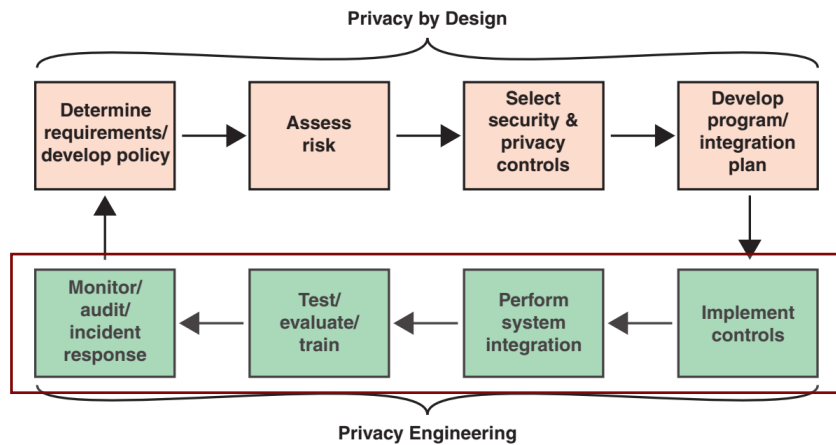 Privacy by Design
Determine
requirements/
develop policy
Assess
risk
Select
security &
privacy
controls
Develop
program/
integration
plan
Monitor/
audit/
incident
response
Test/
evaluate/
train
Perform
system
integration
Implement
controls
Privacy Engineering